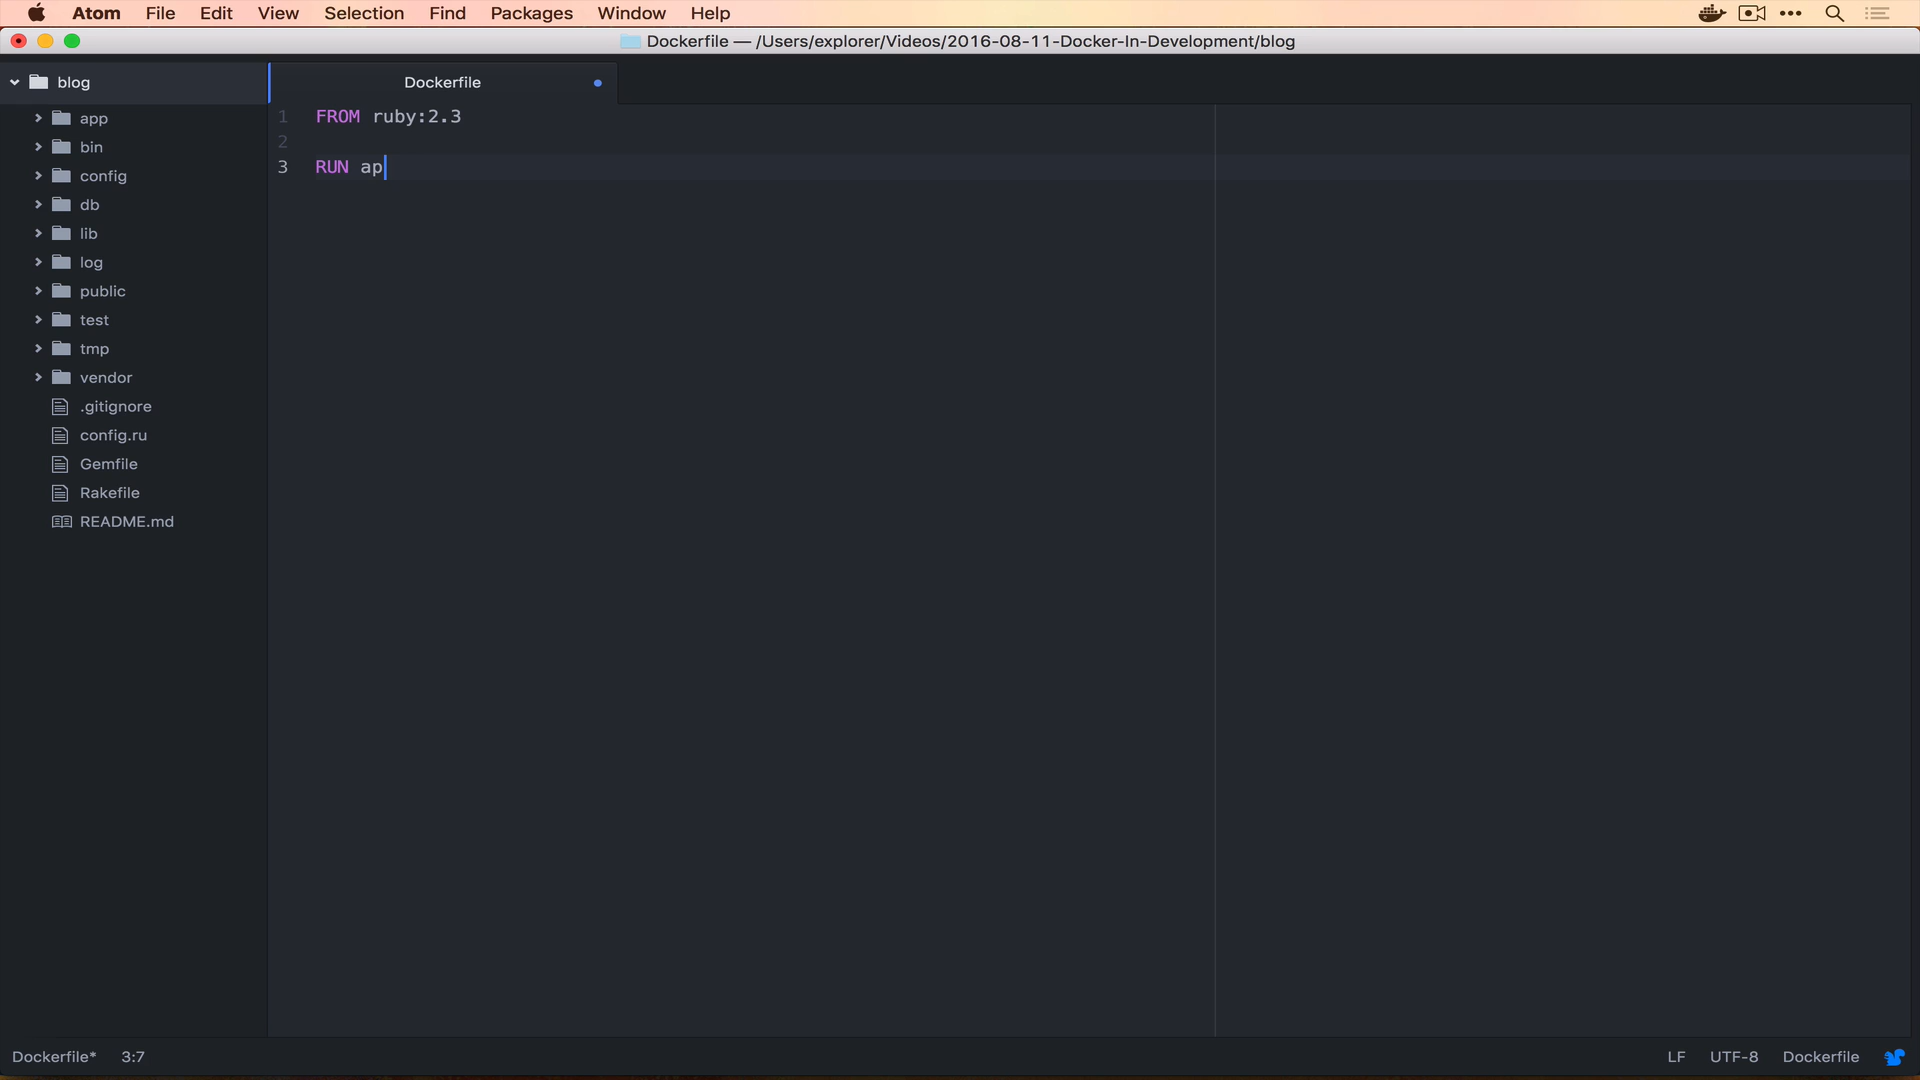 Atom File Edit View Selection Find Packages Window Help
Dockerfile — /Users/explorer/Videos/2016-08-11-Docker-In-Development/blog
blog
Dockerfile
app
bin
config
db
lib
log
public
test
tmp
vendor
.gitignore
config.ru
Gemfile
Rakefile
README.md
1 FROM ruby:2.3
2
3 RUN ap
Dockerfile* 3:7 LF UTF-8 Dockerfile